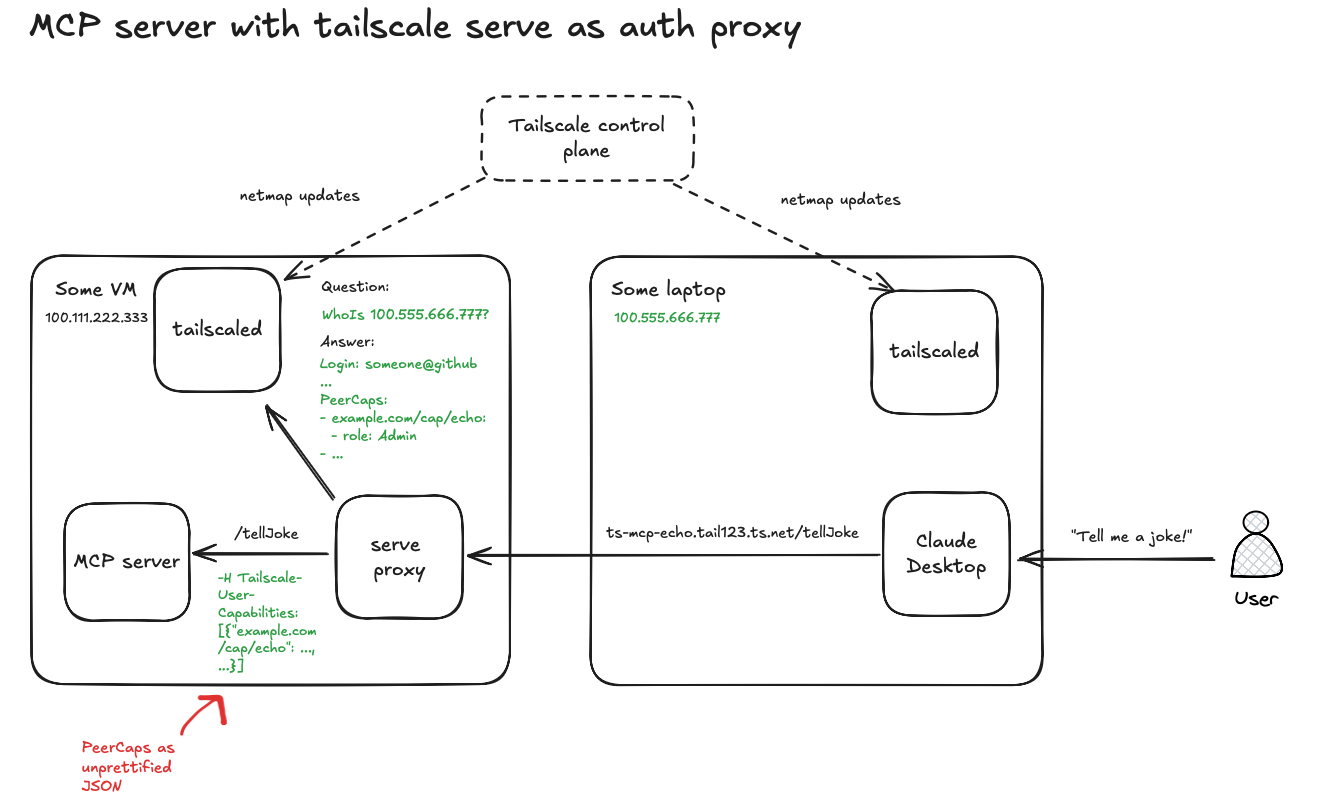 MCP server with tailscale serve as auth proxy
Tailscale control
plane
netmap updates
netmap updates
Some VM
100.111.222.333
tailscaled
Question:
WhoIs 100.555.666.777?
Answer:
Login: someone@github
...
PeerCaps:
- example.com/cap/echo:
- role: Admin
- ...
Some laptop
100.555.666.777
tailscaled
MCP server
/tellJoke
-H Tailscale-
User-
Capabilities:
[{"example.com
/cap/echo": ...,
...}]
serve
proxy
ts-mcp-echo.tail123.ts.net/tellJoke
Claude
Desktop
"Tell me a joke!"
User
PeerCaps as
unprettified
JSON